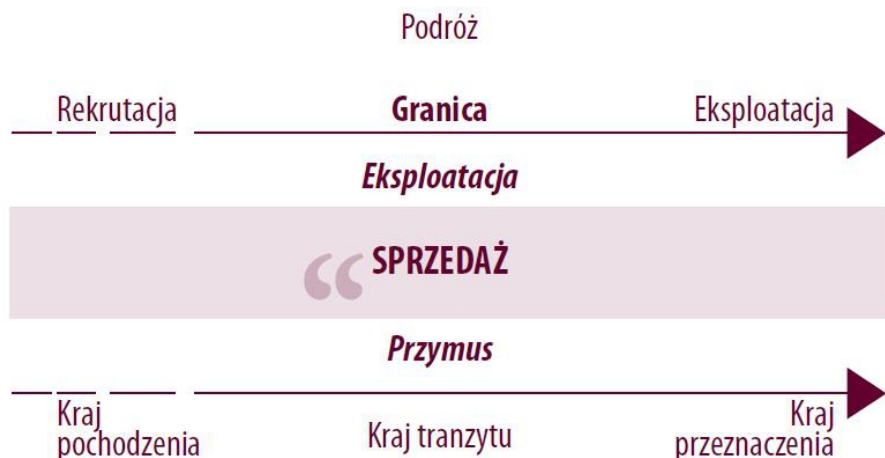 Podróż
Rekrutacja Granica Eksploatacja
Eksploatacja
“ SPRZEDAŻ
Przymus
Kraj pochodzenia Kraj tranzytu Kraj przeznaczenia